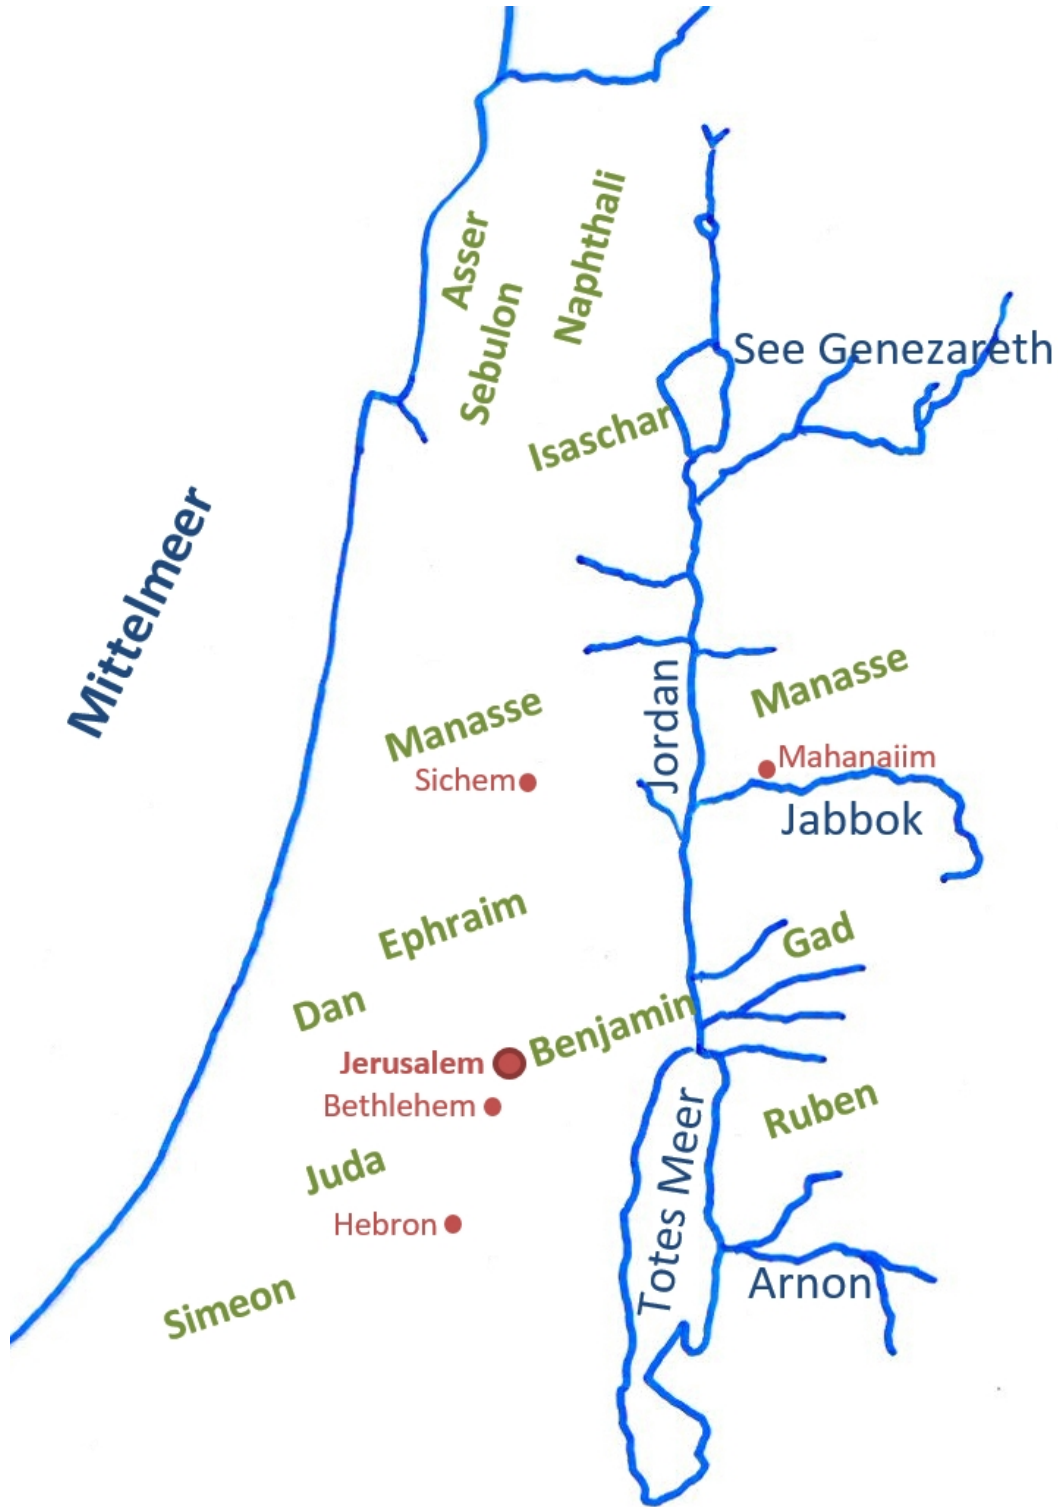 Asser
Naphthali
Sebulon
See Genezareth
Isaschar
Mittelmeer
Manasse
Manasse
Jordan
Sichem
Mahanaiim
Jabbok
Ephraim
Gad
Dan
Benjamin
Jerusalem
Bethlehem
Ruben
Juda
Totes Meer
Hebron
Arnon
Simeon